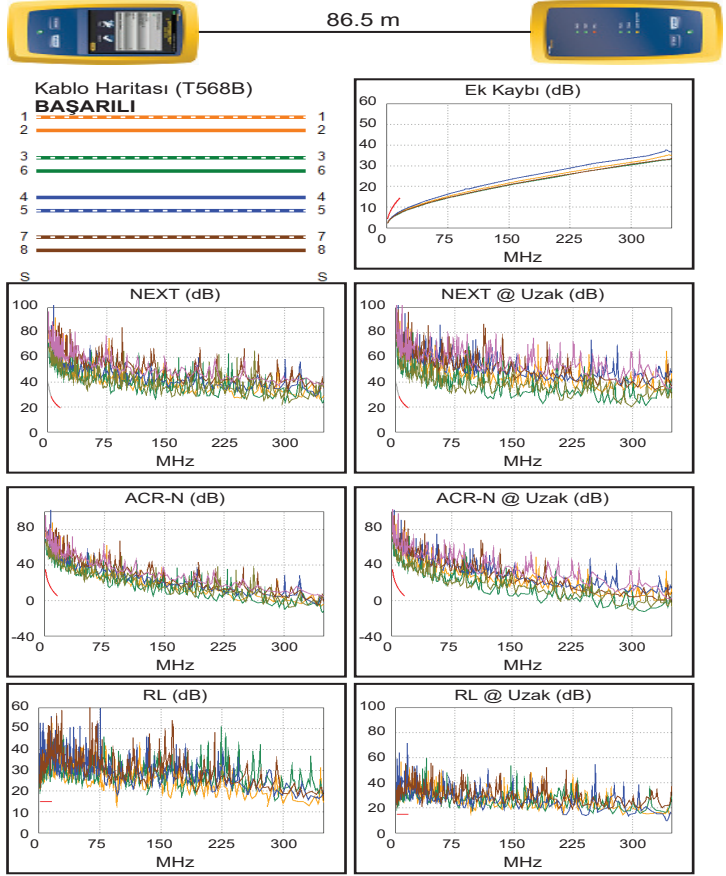 86.5 m
Kablo Haritası (T568B)
BAŞARILI
1 1
2 2
3 3
6 6
4 4
5 5
7 7
8 8
S S
Ek Kaybı (dB)
60
50
40
30
20
10
0
0 75 150 225 300
MHz
NEXT (dB)
100
80
60
40
20
0
0 75 150 225 300
MHz
NEXT @ Uzak (dB)
100
80
60
40
20
0
0 75 150 225 300
MHz
ACR-N (dB)
80
40
0
-40
0 75 150 225 300
MHz
ACR-N @ Uzak (dB)
80
40
0
-40
0 75 150 225 300
MHz
RL (dB)
60
50
40
30
20
10
0
0 75 150 225 300
MHz
RL @ Uzak (dB)
100
80
60
40
20
0
0 75 150 225 300
MHz